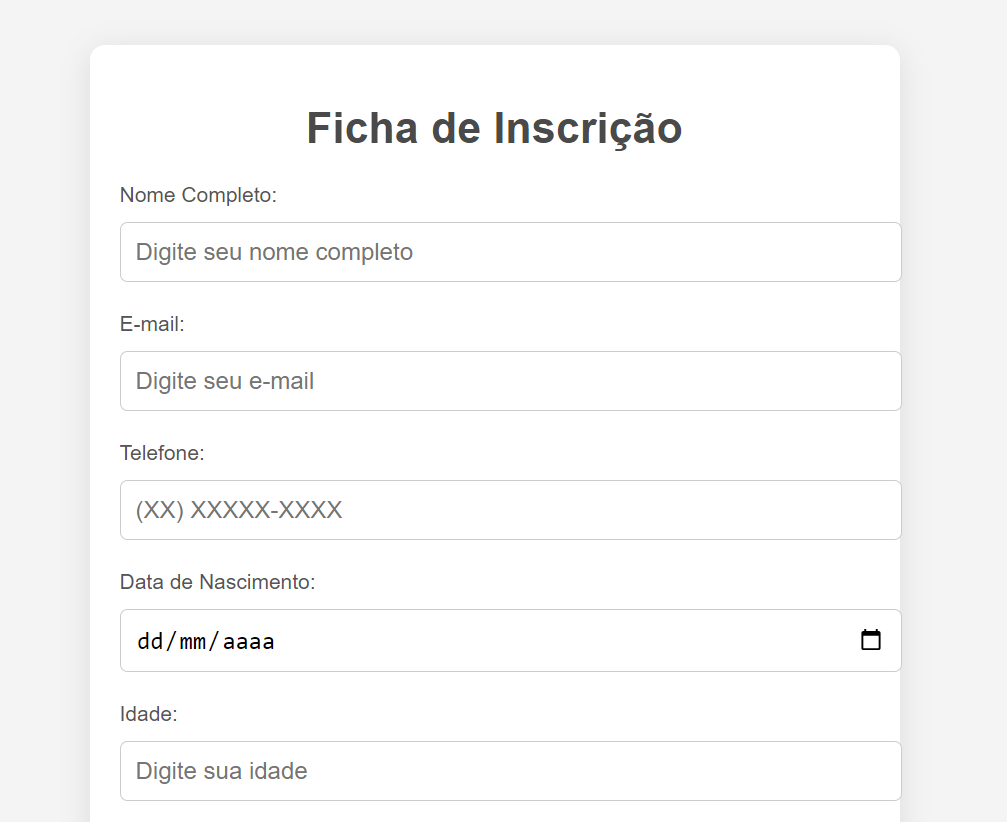 Ficha de Inscrição
Nome Completo:
Digite seu nome completo
E-mail:
Digite seu e-mail
Telefone:
(XX) XXXXX-XXXX
Data de Nascimento:
dd/mm/aaaa
Idade:
Digite sua idade